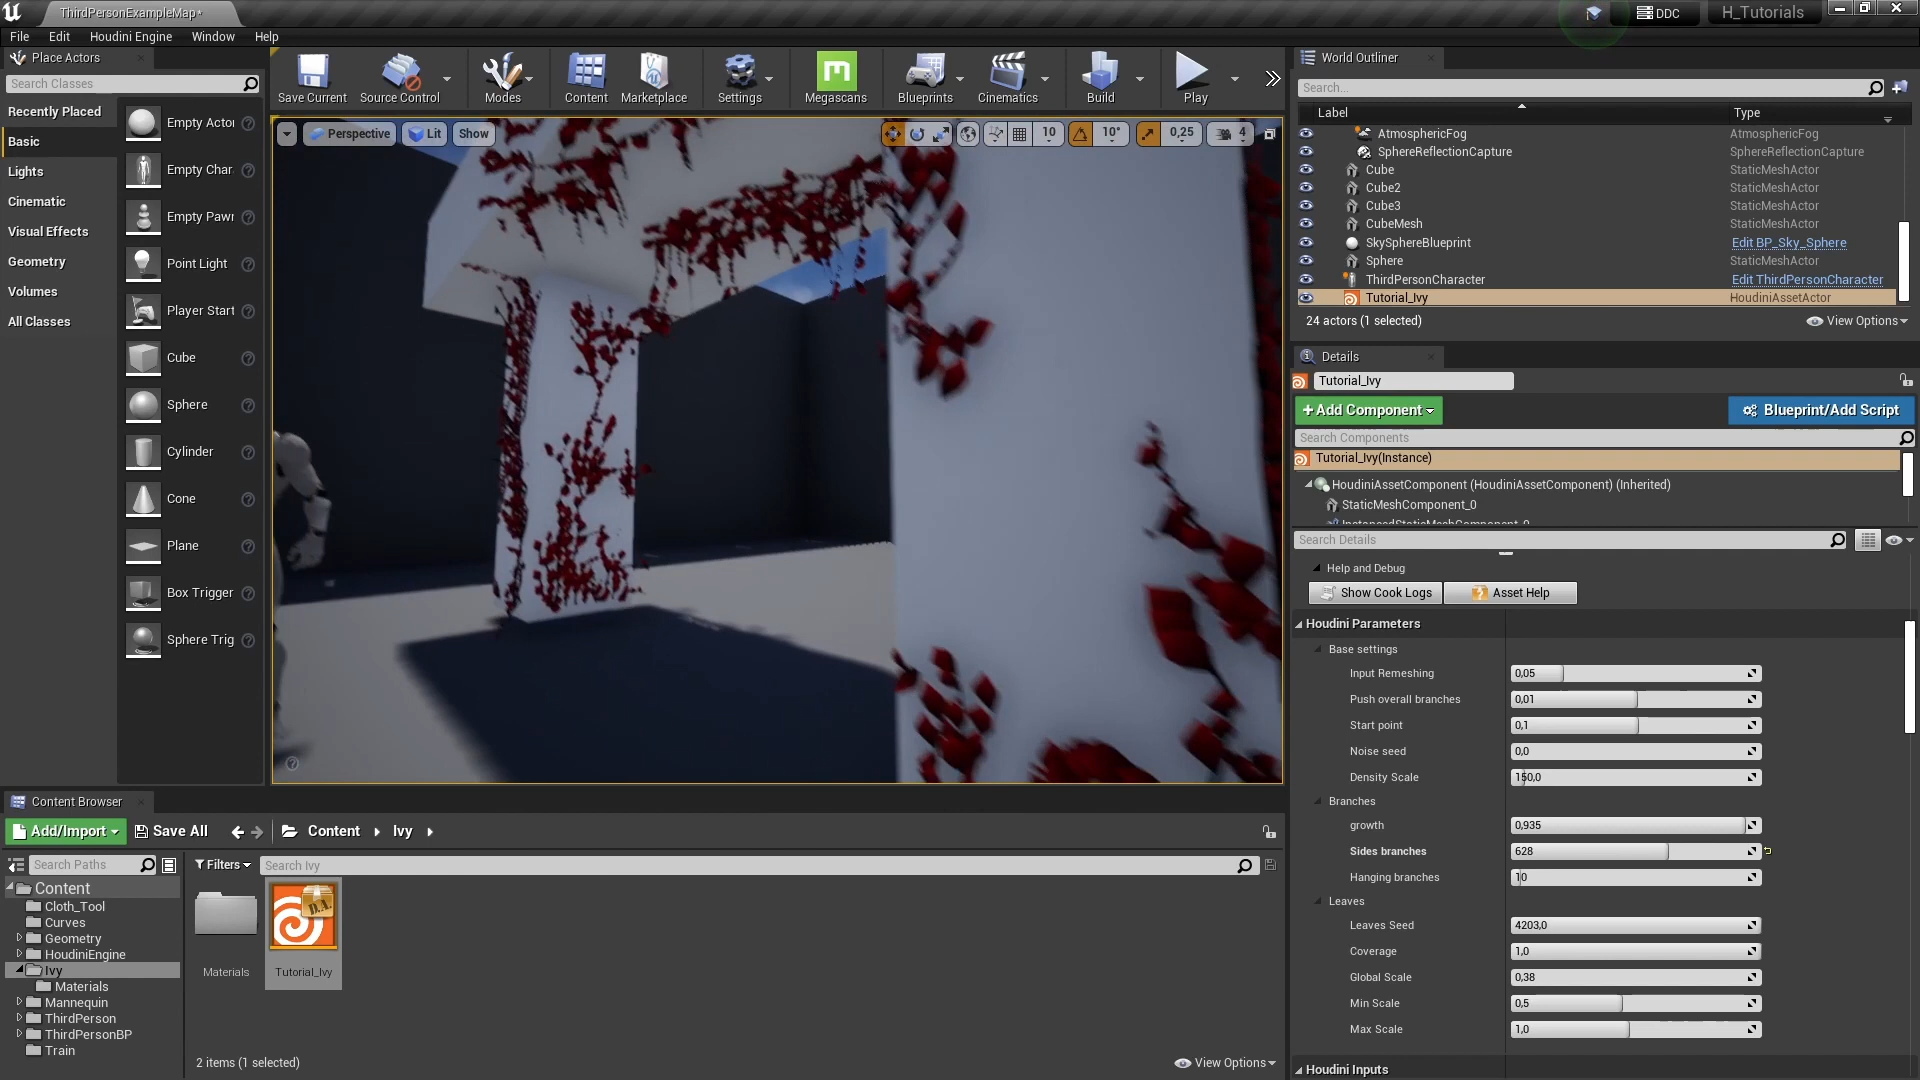 ThirdPersonExampleMap*
DDC
H_Tutorials
File Edit Houdini Engine Window Help
Place Actors
Search Classes
Recently Placed
Basic
Lights
Cinematic
Visual Effects
Geometry
Volumes
All Classes
Empty Actor
Empty Char
Empty Pawn
Point Light
Player Start
Cube
Sphere
Cylinder
Cone
Plane
Box Trigger
Sphere Trig
Save Current
Source Control
Modes
Content
Marketplace
Settings
Megascans
Blueprints
Cinematics
Build
Play
Perspective Lit Show
10 10° 0,25 4
World Outliner
Search...
Label Type
AtmosphericFog AtmosphericFog
SphereReflectionCapture SphereReflectionCapture
Cube StaticMeshActor
Cube2 StaticMeshActor
Cube3 StaticMeshActor
CubeMesh StaticMeshActor
SkySphereBlueprint Edit BP_Sky_Sphere
Sphere StaticMeshActor
ThirdPersonCharacter Edit ThirdPersonCharacter
Tutorial_Ivy HoudiniAssetActor
24 actors (1 selected) View Options
Details
Tutorial_Ivy
+Add Component Blueprint/Add Script
Search Components
Tutorial_Ivy(Instance)
HoudiniAssetComponent (HoudiniAssetComponent) (Inherited)
StaticMeshComponent_0
InstancedStaticMeshComponent_0
Search Details
Help and Debug
Show Cook Logs Asset Help
Houdini Parameters
Base settings
Input Remeshing 0,05
Push overall branches 0,01
Start point 0,1
Noise seed 0,0
Density Scale 150,0
Branches
growth 0,935
Sides branches 628
Hanging branches 10
Leaves
Leaves Seed 4203,0
Coverage 1,0
Global Scale 0,38
Min Scale 0,5
Max Scale 1,0
Houdini Inputs
Content Browser
Add/Import Save All Content Ivy
Search Paths
Filters Search Ivy
Content
Cloth_Tool
Curves
Geometry
HoudiniEngine
Ivy
Materials
Mannequin
ThirdPerson
ThirdPersonBP
Train
D.A.
Materials
Tutorial_Ivy
2 items (1 selected) View Options